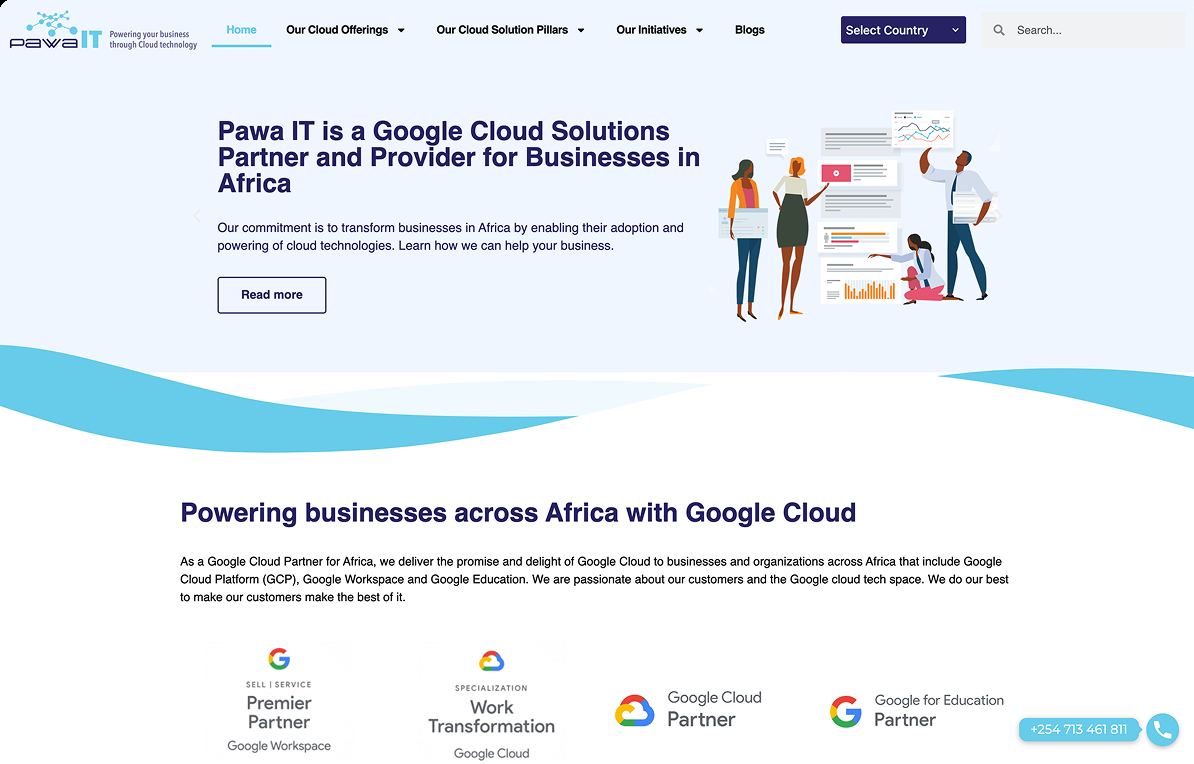 pawaIT
Powering your business
through Cloud technology
Home
Our Cloud Offerings
Our Cloud Solution Pillars
Our Initiatives
Blogs
Select Country
Search...
Pawa IT is a Google Cloud Solutions
Partner and Provider for Businesses in
Africa
Our commitment is to transform businesses in Africa by enabling their adoption and
powering of cloud technologies. Learn how we can help your business.
Read more
Powering businesses across Africa with Google Cloud
As a Google Cloud Partner for Africa, we deliver the promise and delight of Google Cloud to businesses and organizations across Africa that include Google
Cloud Platform (GCP), Google Workspace and Google Education. We are passionate about our customers and the Google cloud tech space. We do our best
to make our customers make the best of it.
SELL | SERVICE
Premier
Partner
Google Workspace
SPECIALIZATION
Work
Transformation
Google Cloud
Google Cloud
Partner
Google for Education
Partner
+254 713 461 811